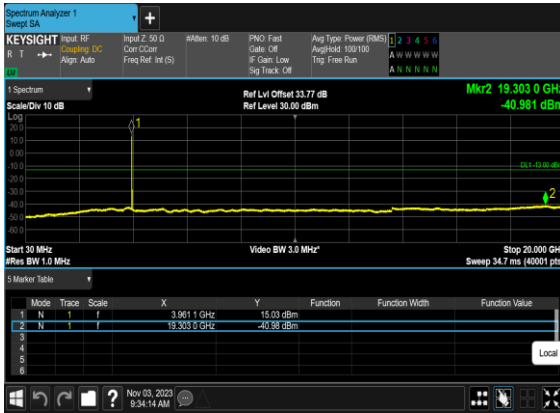 Spectrum Analyzer 1
Swept SA
+
KEYSIGHT
R T
Input: RF
Coupling: DC
Align: Auto
Input Z: 50 Ω
Corr CCorr
Freq Ref: Int (S)
#Atten: 10 dB
PNO: Fast
Gate: Off
IF Gain: Low
Sig Track: Off
Avg Type: Power (RMS)
Avg|Hold: 100/100
Trig: Free Run
1 2 3 4 5 6
A W W W W W
A N N N N N
1 Spectrum
Scale/Div 10 dB
Ref Lvl Offset 33.77 dB
Ref Level 30.00 dBm
Mkr2 19.303 0 GHz
-40.981 dBm
Log
20.0
10.0
0.00
-10.0
-20.0
-30.0
-40.0
-50.0
-60.0
1
DL1 -13.00 dBm
2
Start 30 MHz
#Res BW 1.0 MHz
Video BW 3.0 MHz*
Stop 20.000 GHz
Sweep 34.7 ms (40001 pts)
5 Marker Table
Mode Trace Scale X Y Function Function Width Function Value
1 N 1 f 3.961 1 GHz 15.03 dBm
2 N 1 f 19.303 0 GHz -40.98 dBm
3
4
5
6
Local
?
Nov 03, 2023
9:34:14 AM